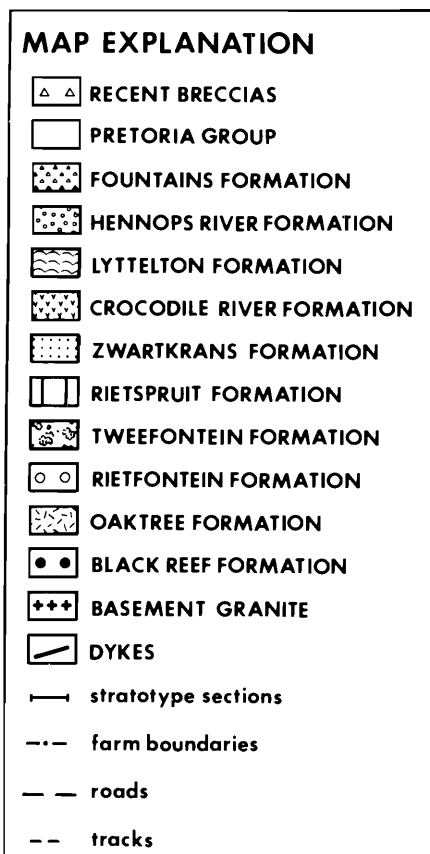 MAP EXPLANATION
RECENT BRECCIAS
PRETORIA GROUP
FOUNTAINS FORMATION
HENNOPS RIVER FORMATION
LYTTELTON FORMATION
CROCODILE RIVER FORMATION
ZWARTKRANS FORMATION
RIETSPRUIT FORMATION
TWEEFONTEIN FORMATION
RIETFONTEIN FORMATION
OAKTREE FORMATION
BLACK REEF FORMATION
BASEMENT GRANITE
DYKES
stratotype sections
farm boundaries
roads
tracks